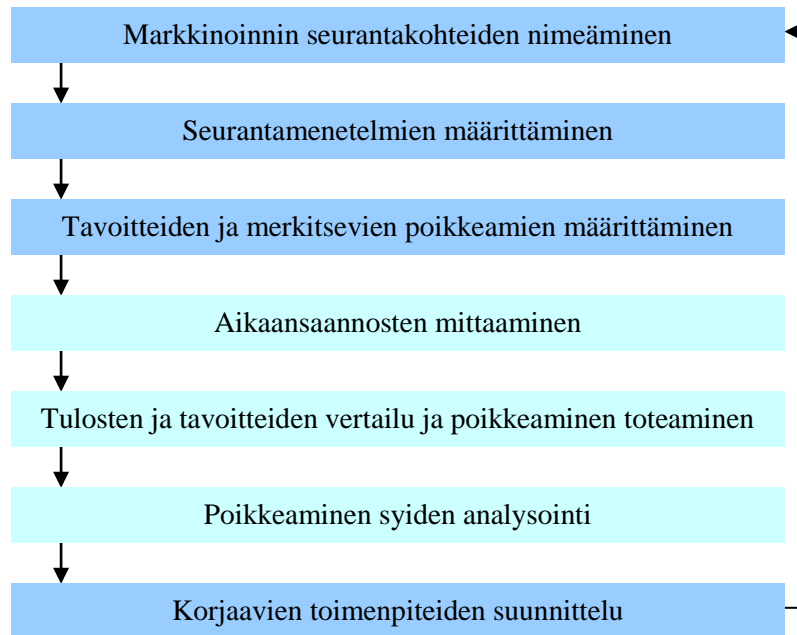 Markkinoinnin seurantakohteiden nimeäminen
Seurantamenetelmien määrittäminen
Tavoitteiden ja merkitsevien poikkeamien määrittäminen
Aikaansaannosten mittaaminen
Tulosten ja tavoitteiden vertailu ja poikkeaminen toteaminen
Poikkeaminen syiden analysointi
Korjaavien toimenpiteiden suunnittelu